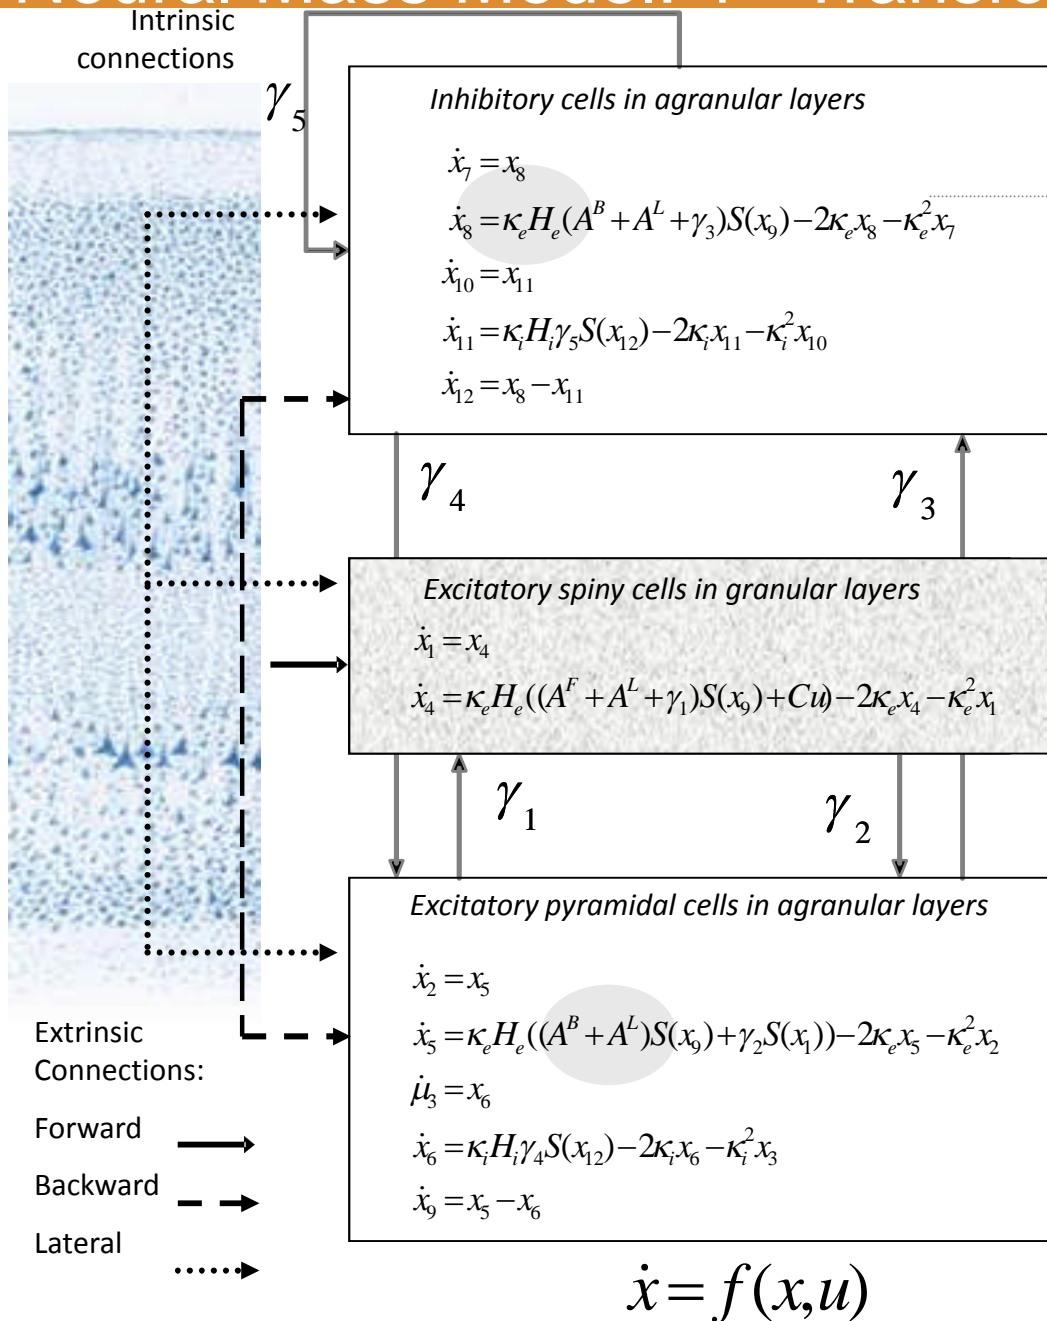 Intrinsic
connections
γ₅
Inhibitory cells in agranular layers
ẋ₇ = x₈
ẋ₈ = κₑHₑ(A^B + A^L + γ₃)S(x₉) − 2κₑx₈ − κₑ²x₇
ẋ₁₀ = x₁₁
ẋ₁₁ = κᵢHᵢγ₅S(x₁₂) − 2κᵢx₁₁ − κᵢ²x₁₀
ẋ₁₂ = x₈ − x₁₁
γ₄
γ₃
Excitatory spiny cells in granular layers
ẋ₁ = x₄
ẋ₄ = κₑHₑ((A^F + A^L + γ₁)S(x₉) + Cu) − 2κₑx₄ − κₑ²x₁
γ₁
γ₂
Excitatory pyramidal cells in agranular layers
ẋ₂ = x₅
ẋ₅ = κₑHₑ((A^B + A^L)S(x₉) + γ₂S(x₁)) − 2κₑx₅ − κₑ²x₂
μ̇₃ = x₆
ẋ₆ = κᵢHᵢγ₄S(x₁₂) − 2κᵢx₆ − κᵢ²x₃
ẋ₉ = x₅ − x₆
Extrinsic
Connections:
Forward
Backward
Lateral
ẋ = f(x,u)